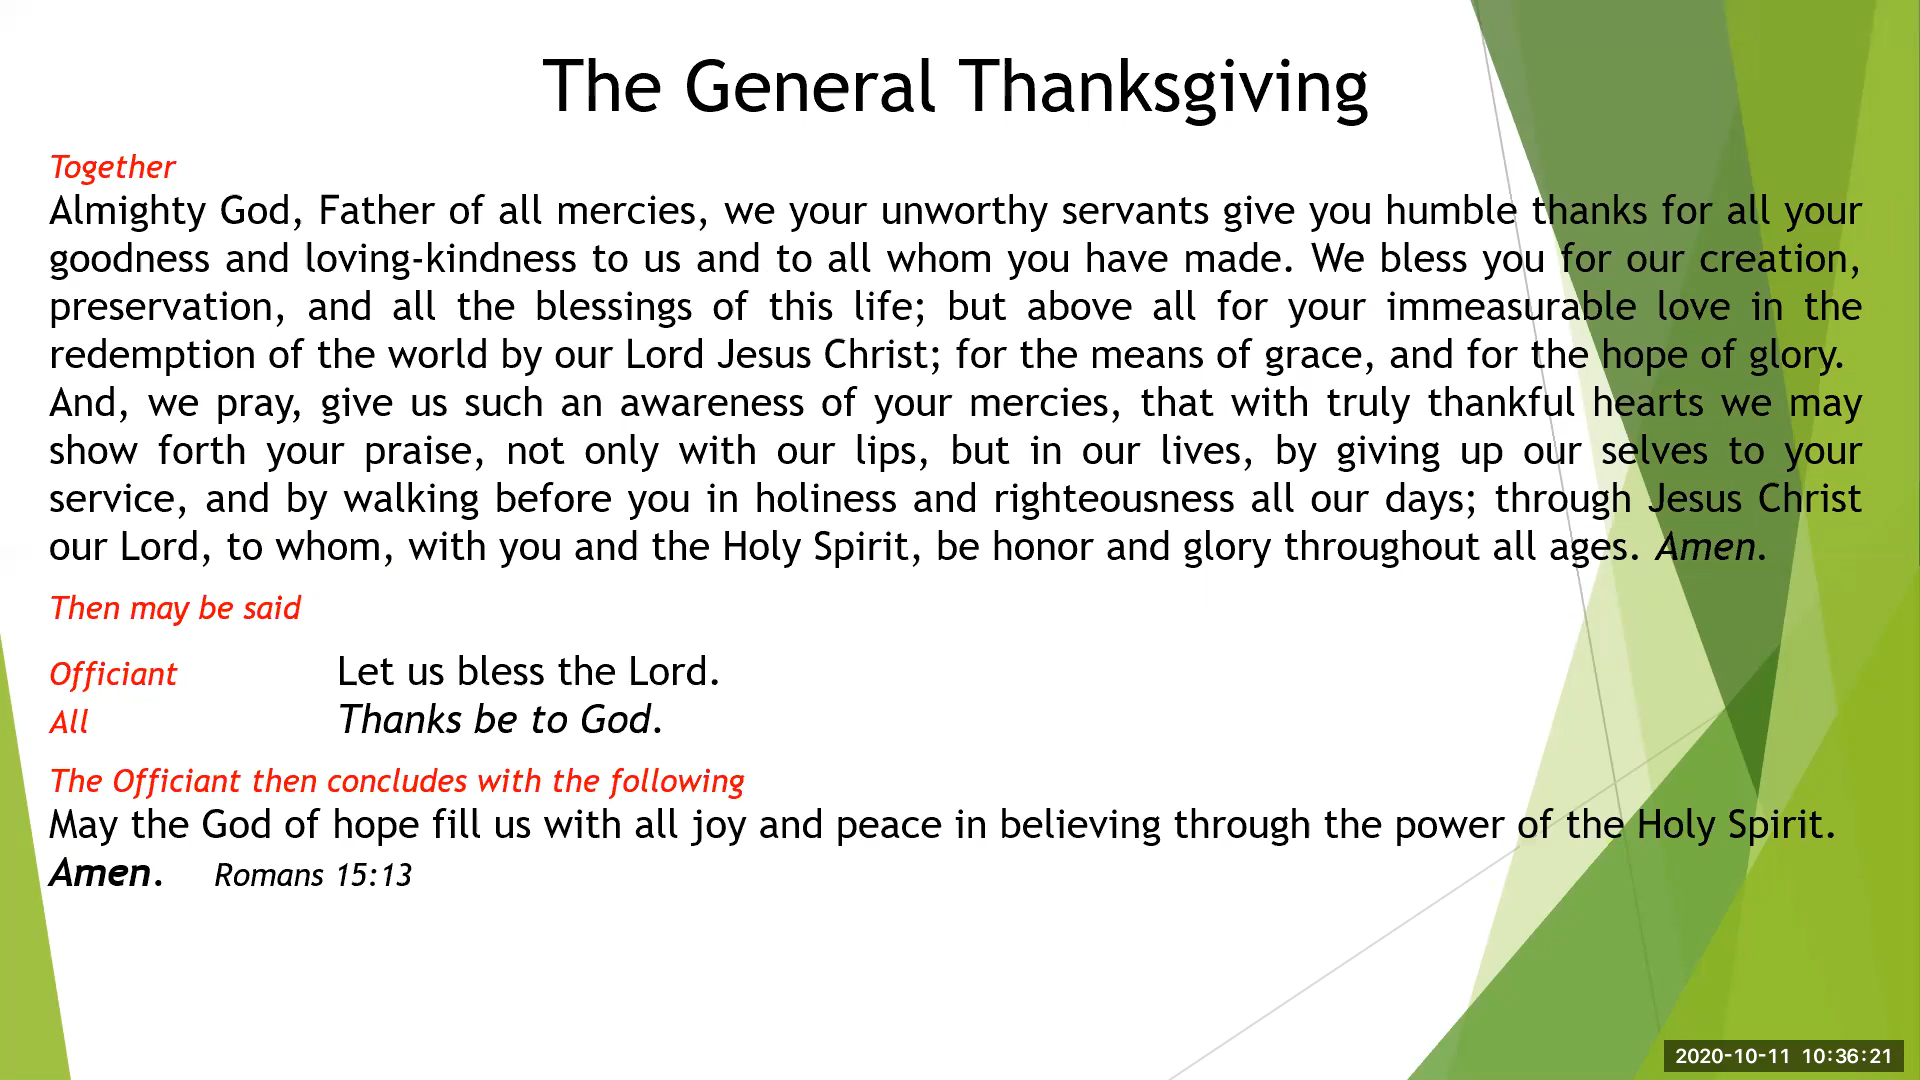 The General Thanksgiving
Together
Almighty God, Father of all mercies, we your unworthy servants give you humble thanks for all your
goodness and loving-kindness to us and to all whom you have made. We bless you for our creation,
preservation, and all the blessings of this life; but above all for your immeasurable love in the
redemption of the world by our Lord Jesus Christ; for the means of grace, and for the hope of glory.
And, we pray, give us such an awareness of your mercies, that with truly thankful hearts we may
show forth your praise, not only with our lips, but in our lives, by giving up our selves to your
service, and by walking before you in holiness and righteousness all our days; through Jesus Christ
our Lord, to whom, with you and the Holy Spirit, be honor and glory throughout all ages. Amen.
Then may be said
Officiant Let us bless the Lord.
All Thanks be to God.
The Officiant then concludes with the following
May the God of hope fill us with all joy and peace in believing through the power of the Holy Spirit.
Amen. Romans 15:13
2020-10-11 10:36:21